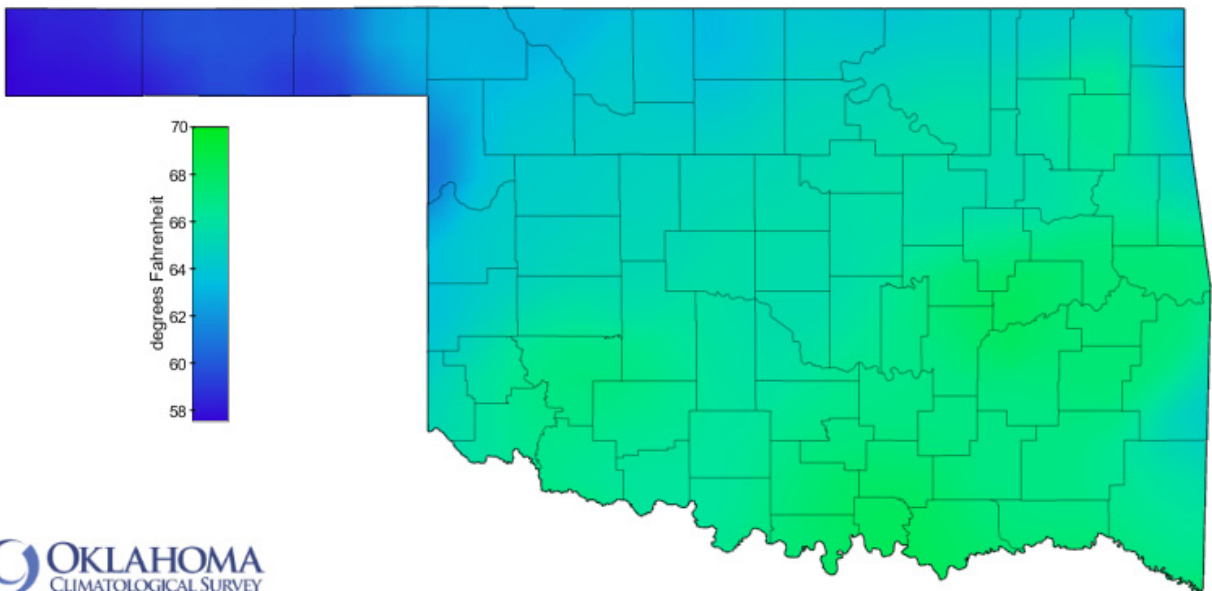 70
68
66
64
62
60
58
degrees Fahrenheit
OKLAHOMA
CLIMATOLOGICAL SURVEY